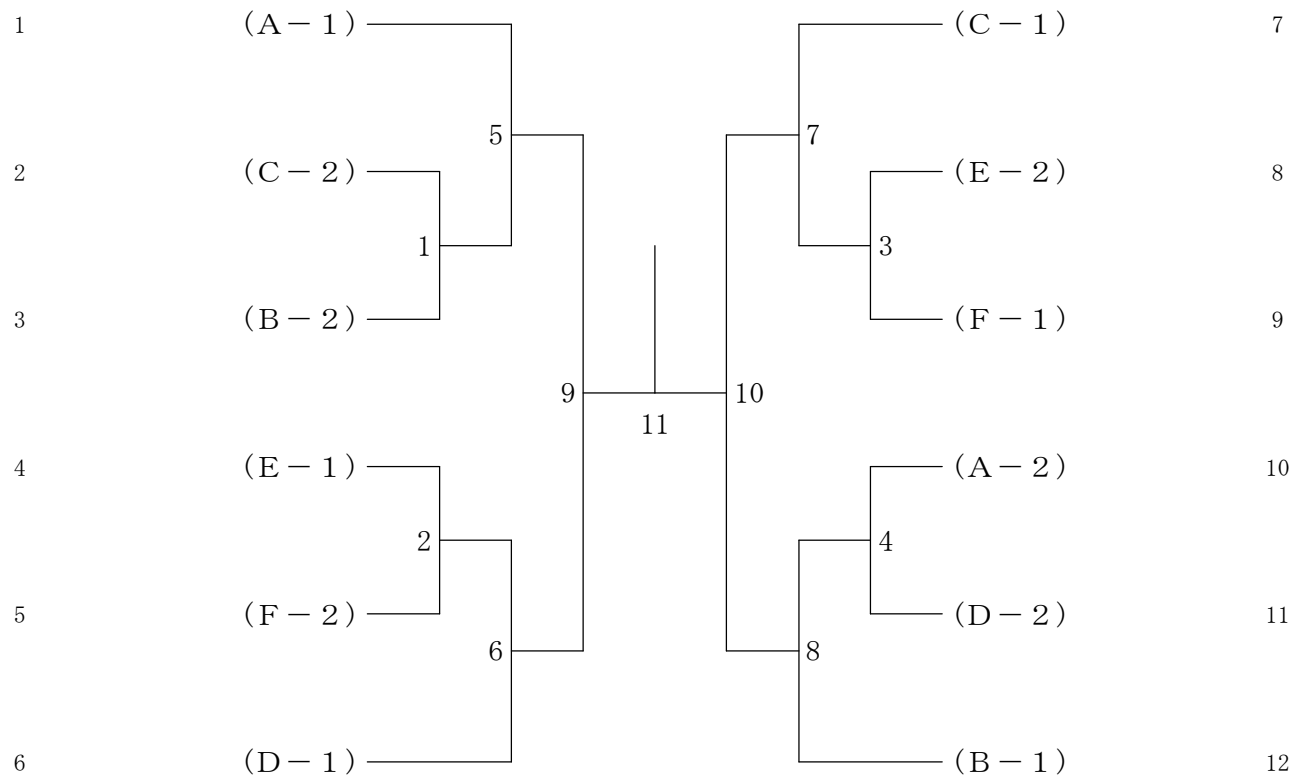 1 (A－1) (C－1) 7
5 7
2 (C－2) (E－2) 8
1 3
3 (B－2) (F－1) 9
9 10
11
4 (E－1) (A－2) 10
2 4
5 (F－2) (D－2) 11
6 8
6 (D－1) (B－1) 12